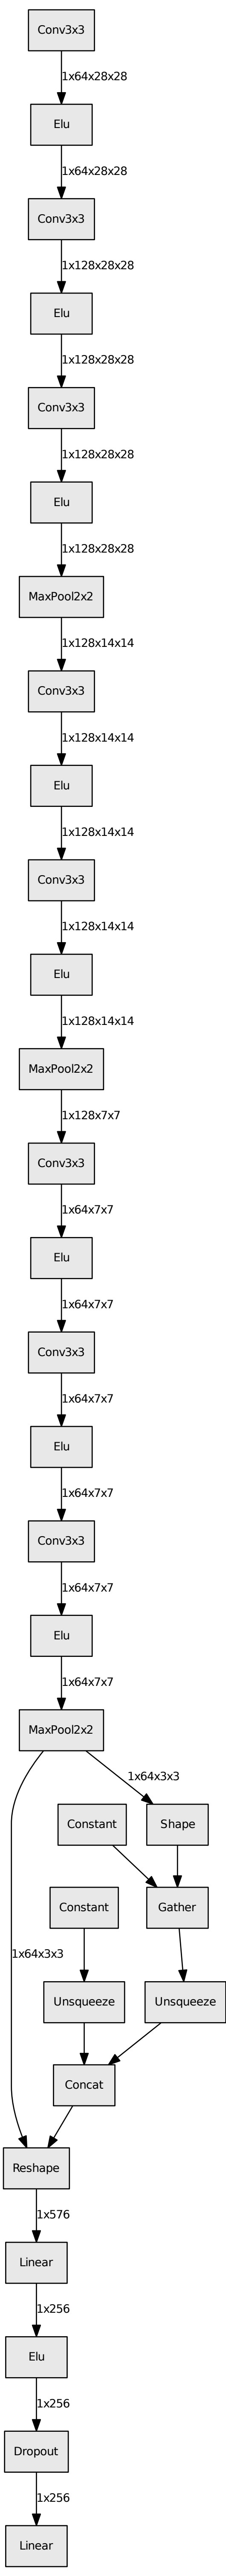 Conv3x3
1x64x28x28
Elu
1x64x28x28
Conv3x3
1x128x28x28
Elu
1x128x28x28
Conv3x3
1x128x28x28
Elu
1x128x28x28
MaxPool2x2
1x128x14x14
Conv3x3
1x128x14x14
Elu
1x128x14x14
Conv3x3
1x128x14x14
Elu
1x128x14x14
MaxPool2x2
1x128x7x7
Conv3x3
1x64x7x7
Elu
1x64x7x7
Conv3x3
1x64x7x7
Elu
1x64x7x7
Conv3x3
1x64x7x7
Elu
1x64x7x7
MaxPool2x2
1x64x3x3
Constant
Shape
Constant
Gather
1x64x3x3
Unsqueeze
Unsqueeze
Concat
Reshape
1x576
Linear
1x256
Elu
1x256
Dropout
1x256
Linear